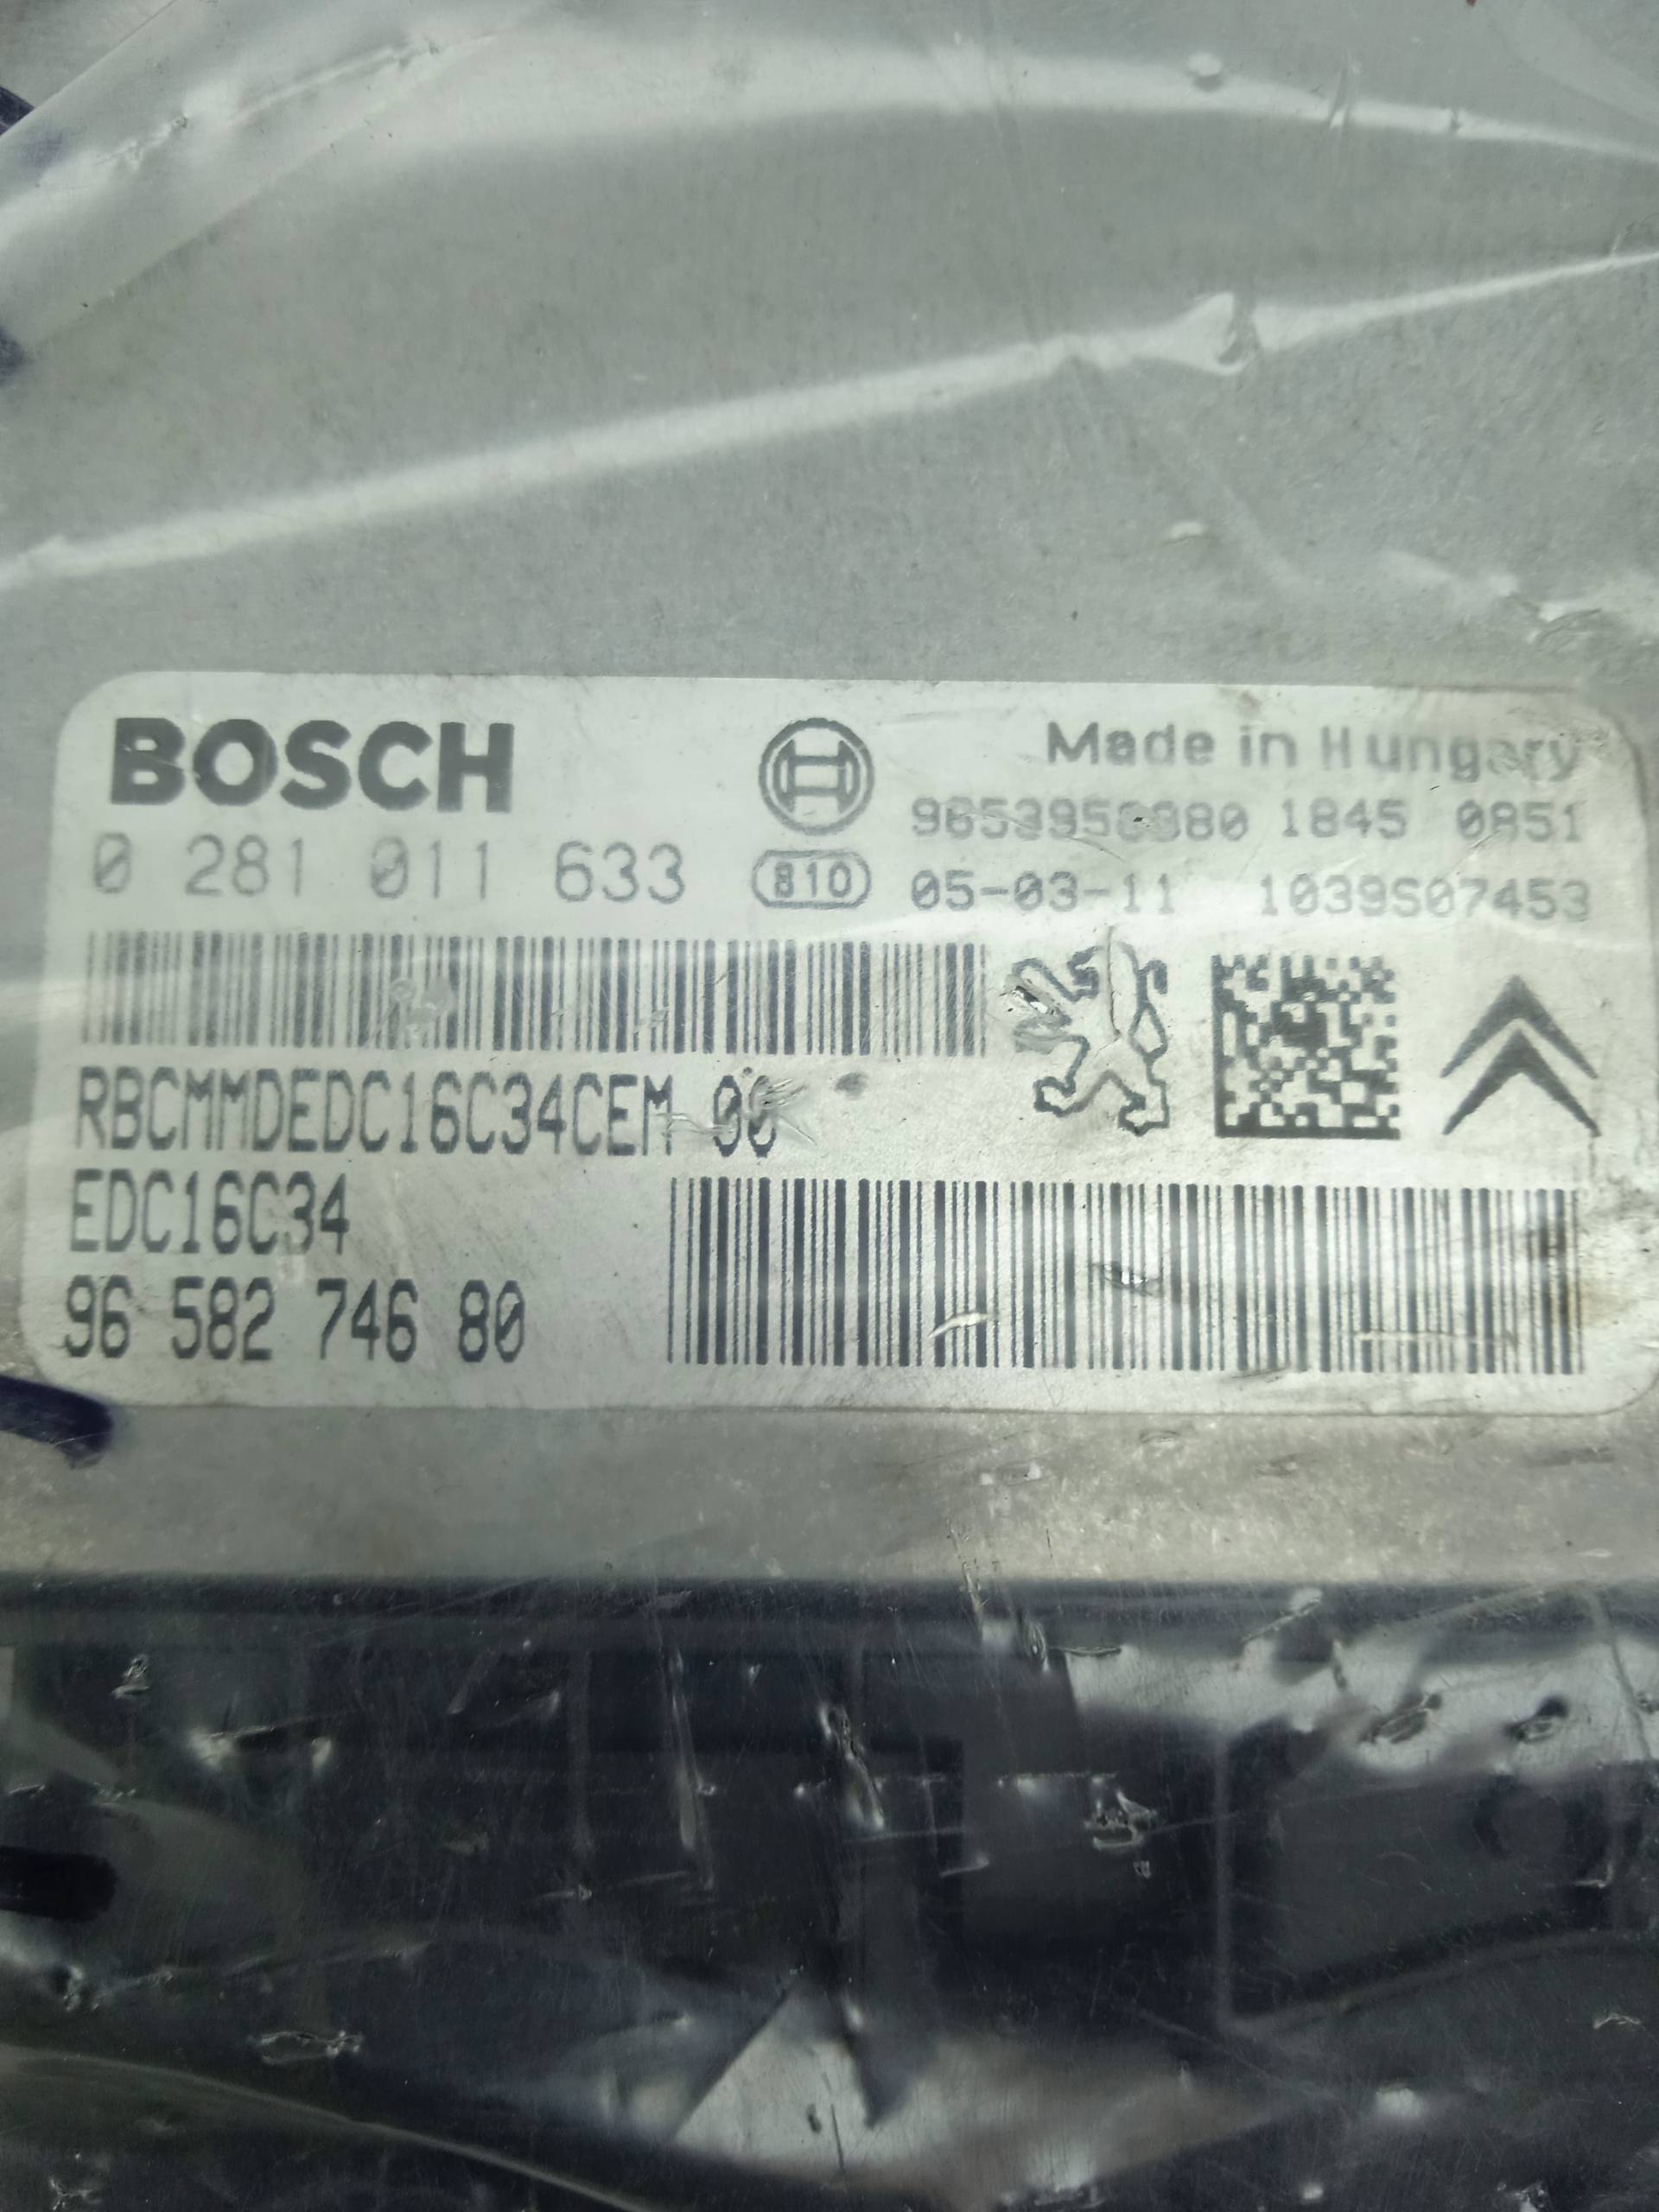 BOSCH
Made in Hungary
1845 0851
0 281 011 633
810
05-03-11 1039S07453
RBCMMDEDC16C34CEM 00
EDC16C34
96 582 746 80